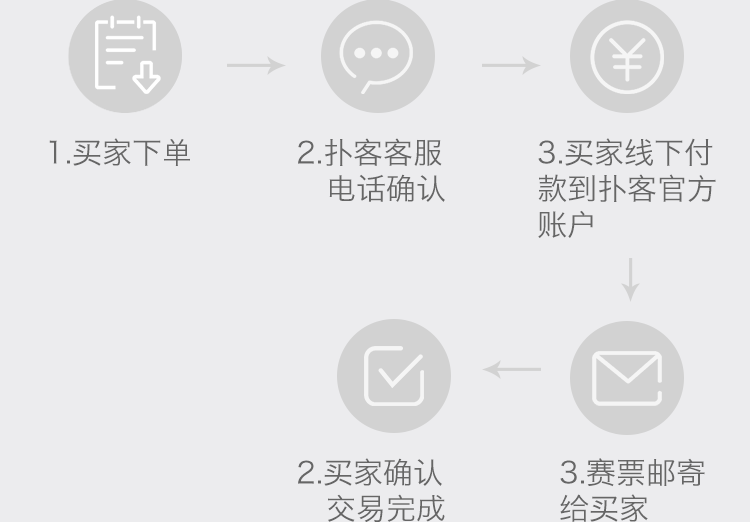 1.买家下单
2.扑客客服
电话确认
3.买家线下付
款到扑客官方
账户
3.赛票邮寄
给买家
2.买家确认
交易完成